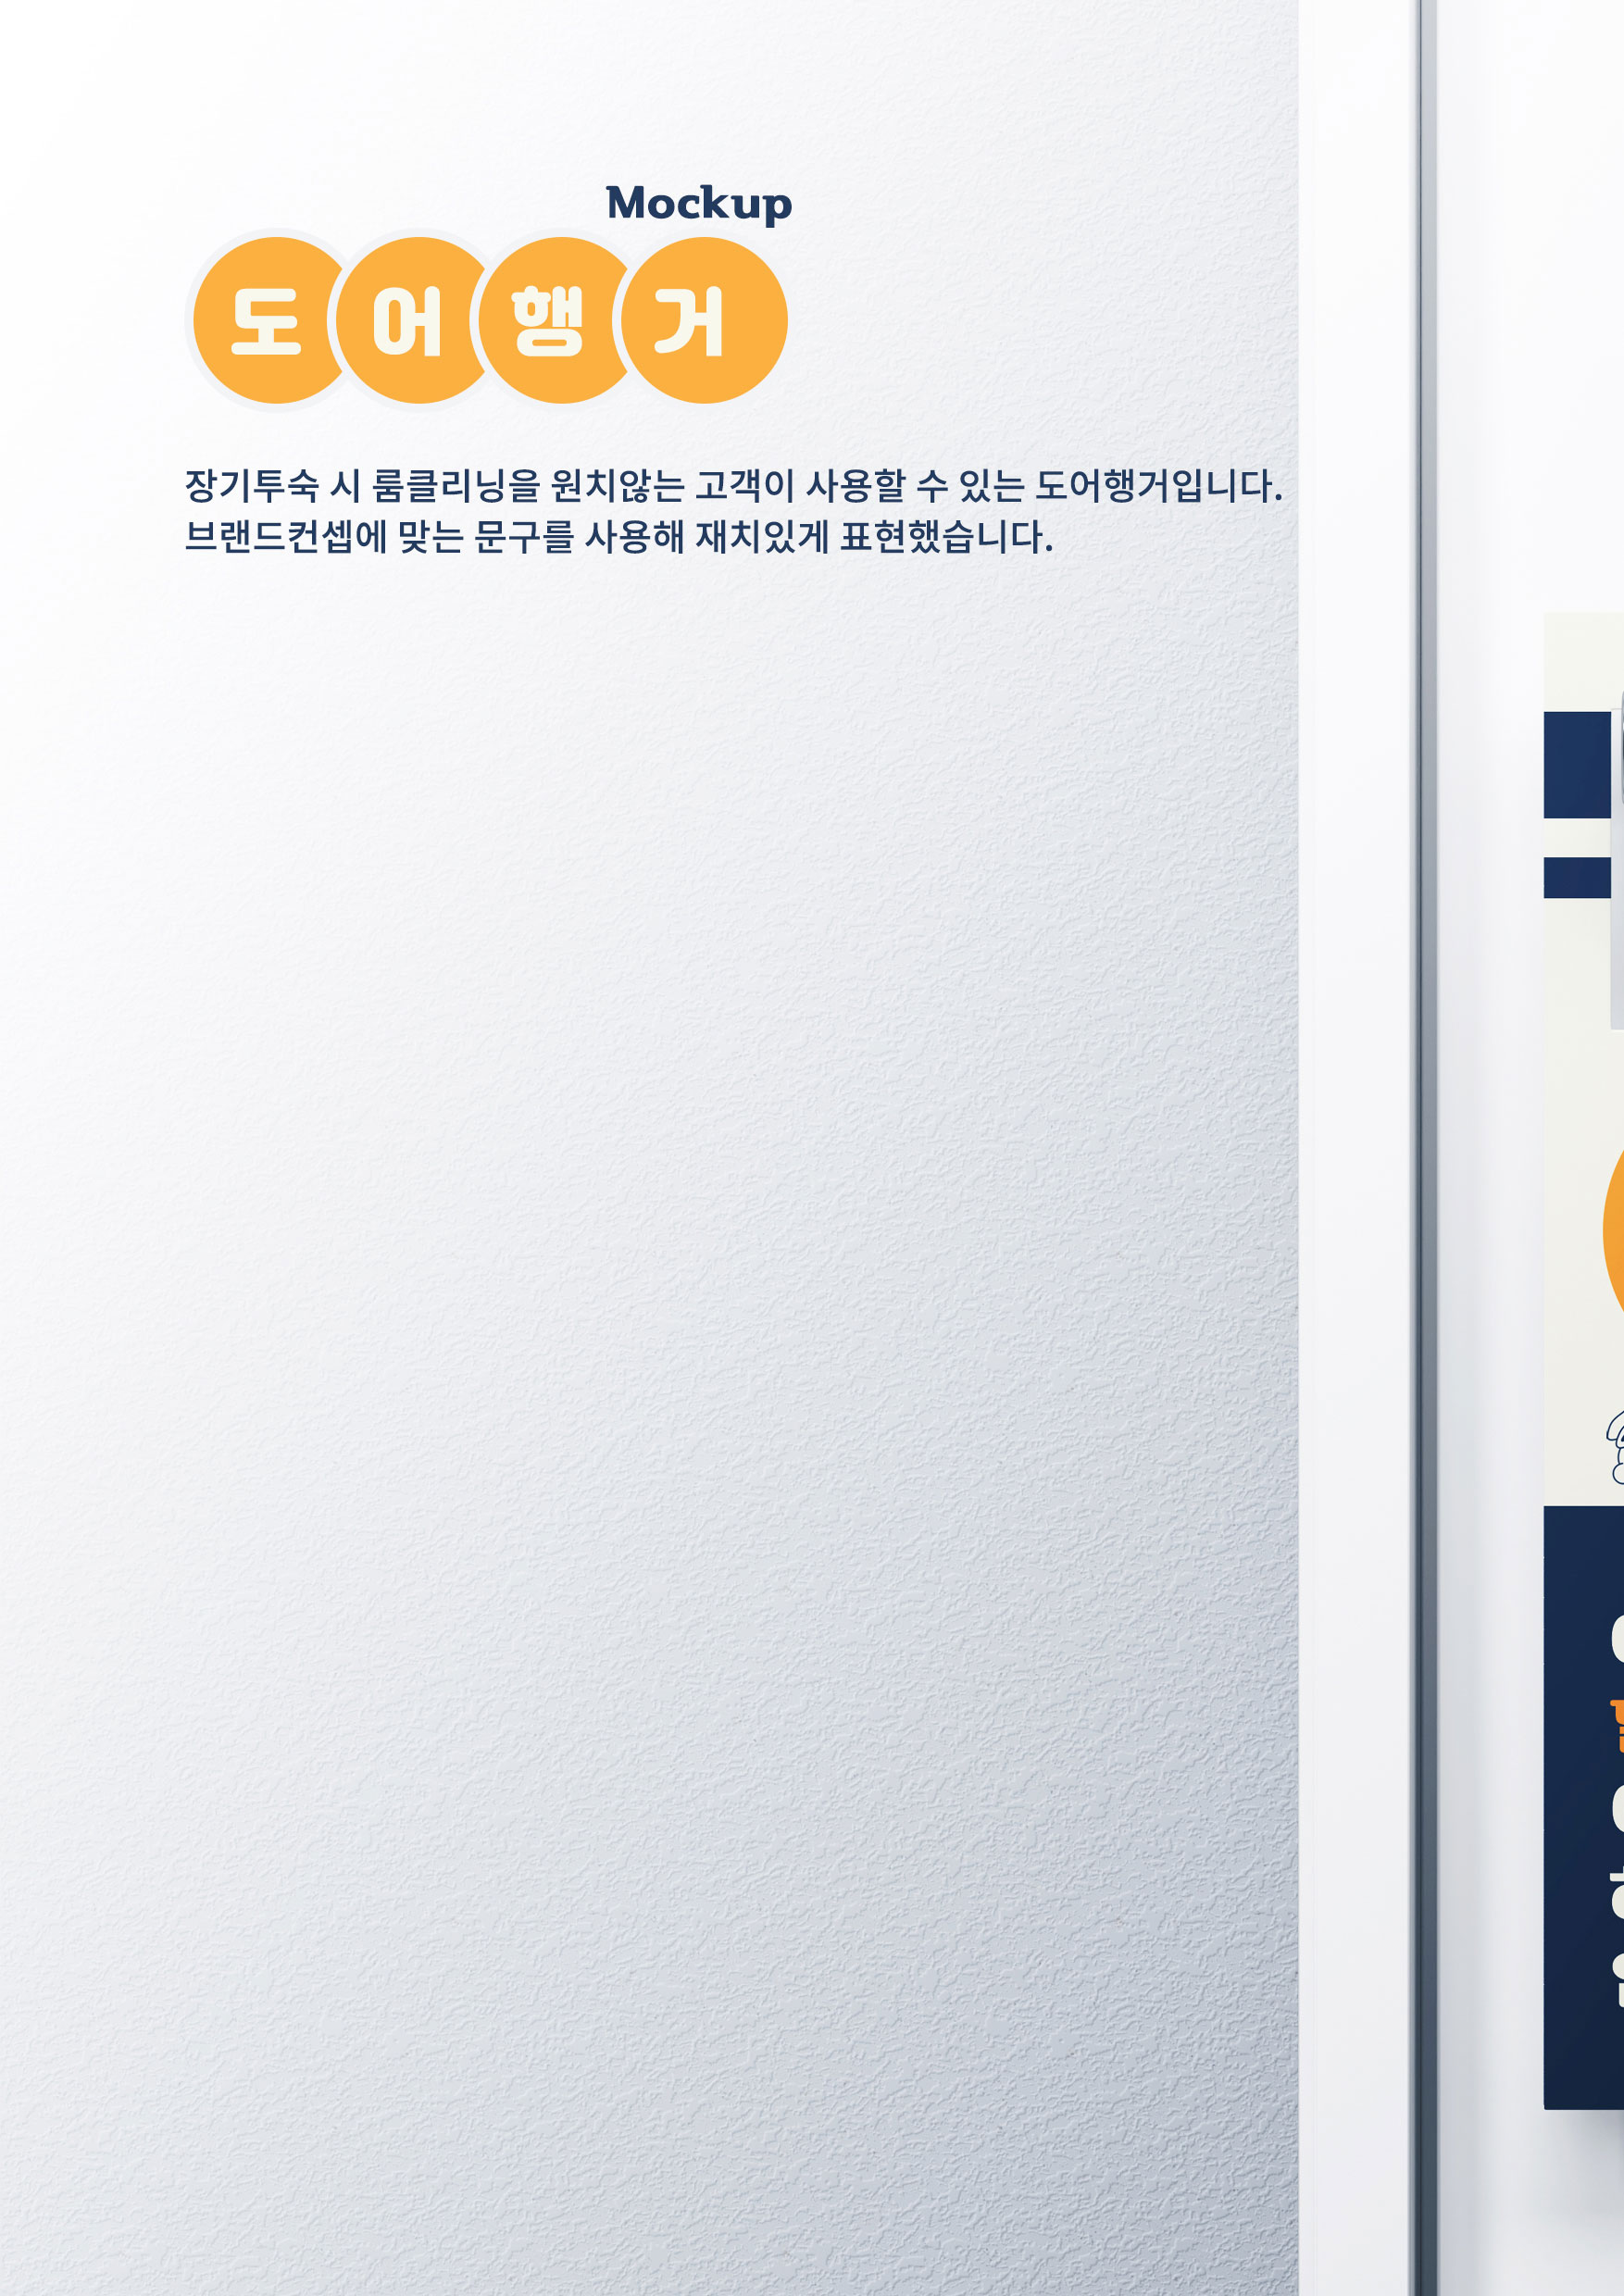 Mockup
도어행거
장기투숙 시 룸클리닝을 원치않는 고객이 사용할 수 있는 도어행거입니다.
브랜드컨셉에 맞는 문구를 사용해 재치있게 표현했습니다.